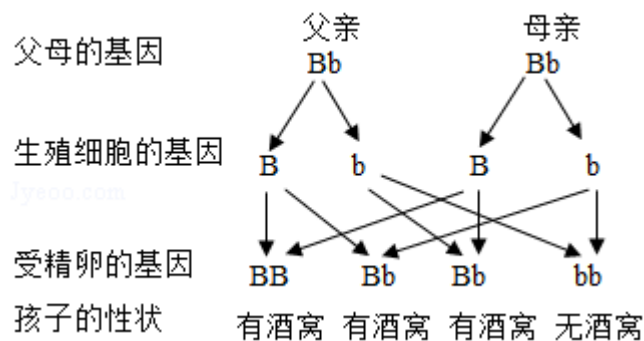 父亲 母亲
父母的基因 Bb Bb
生殖细胞的基因 B b B b
Jyeoo.com
受精卵的基因 BB Bb Bb bb
孩子的性状 有酒窝 有酒窝 有酒窝 无酒窝